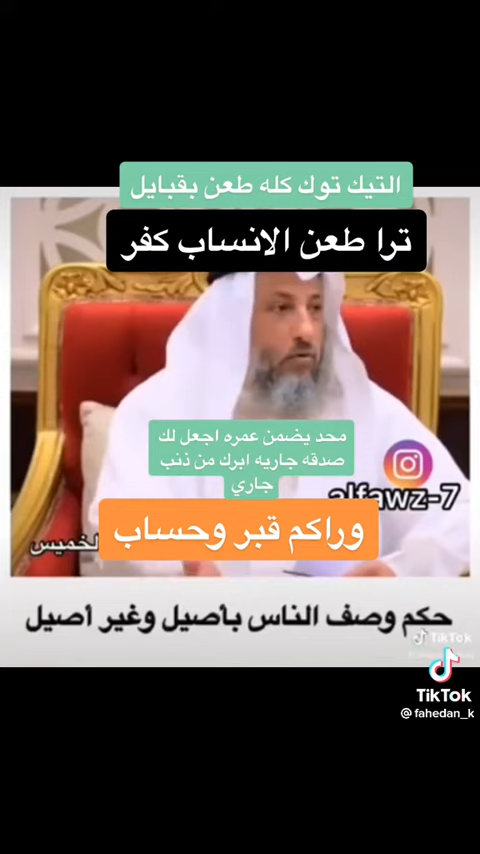 التيك توك كله طعن بقبايل
ترا طعن الانساب كفر
محد يضمن عمره اجعل لك
صدقه جاريه ابرك من ذنب
جاري
alfawz-7
وراكم قبر وحساب
الخميس
حكم وصف الناس بأصيل وغير أصيل
TikTok
TikTok
@fahedan_k